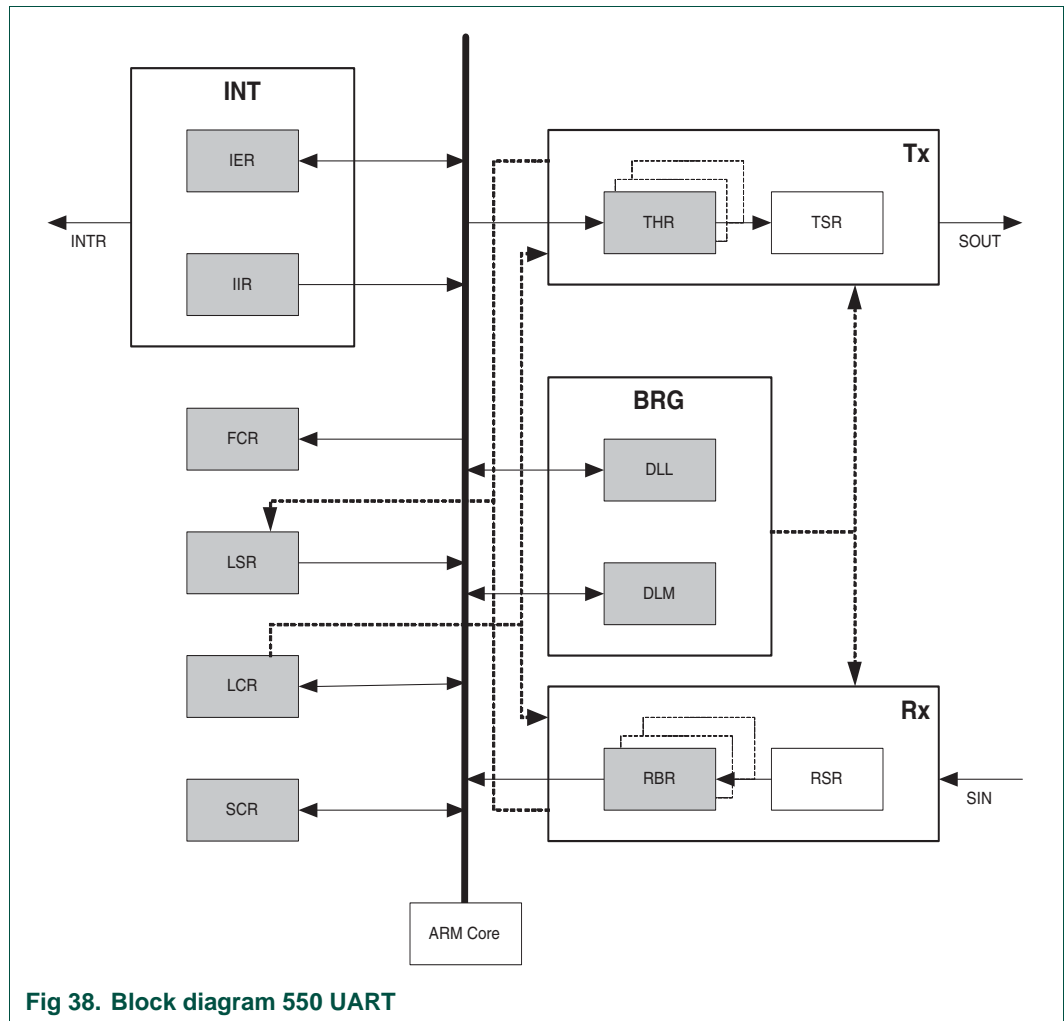 INT
IER
INTR
IIR
Tx
THR
TSR
SOUT
FCR
LSR
LCR
SCR
BRG
DLL
DLM
Rx
RBR
RSR
SIN
ARM Core
Fig 38. Block diagram 550 UART